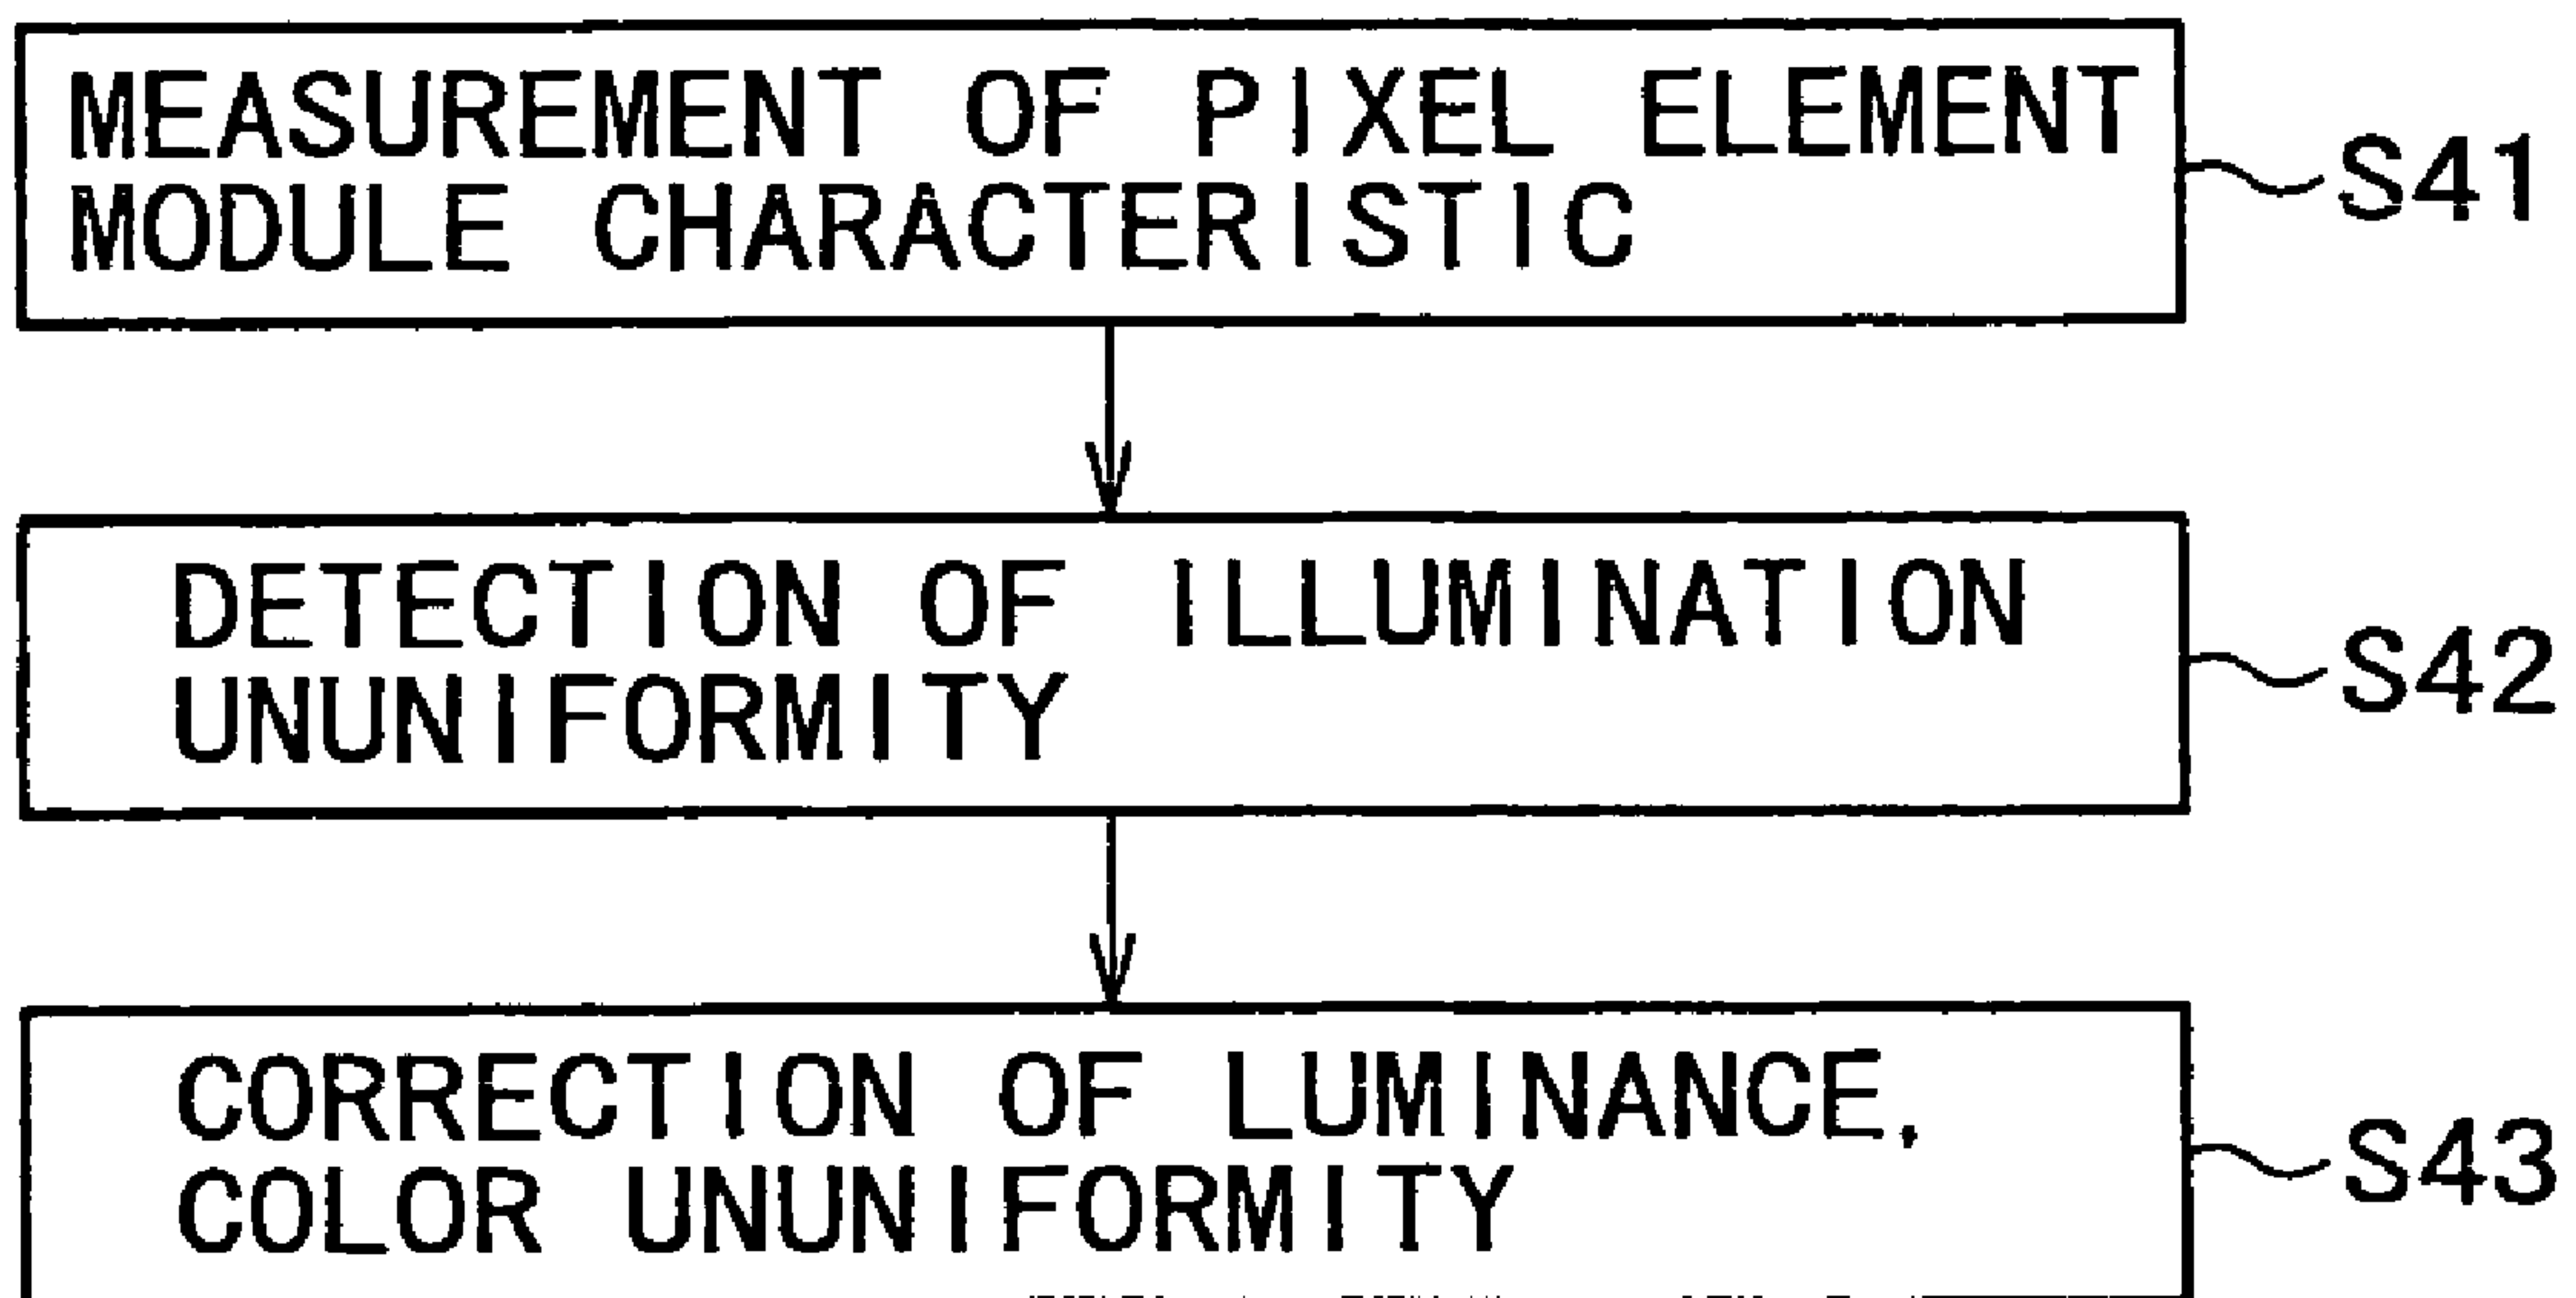 MEASUREMENT OF PIXEL ELEMENT
MODULE CHARACTERISTIC
S41
DETECTION OF ILLUMINATION
UNUNIFORMITY
S42
CORRECTION OF LUMINANCE,
COLOR UNUNIFORMITY
S43